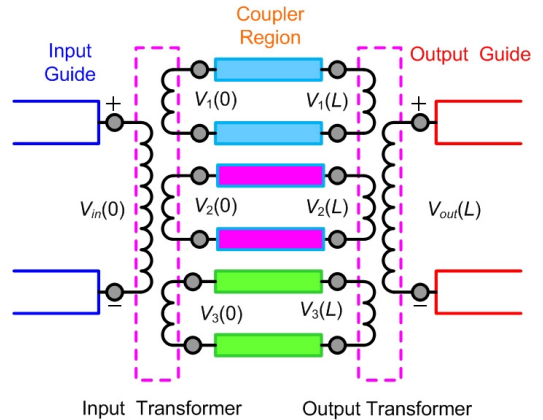 Coupler
Region
Input
Guide
Output Guide
V1(0)
V1(L)
+
+
V2(0)
V2(L)
Vin(0)
Vout(L)
–
–
V3(0)
V3(L)
Input Transformer
Output Transformer